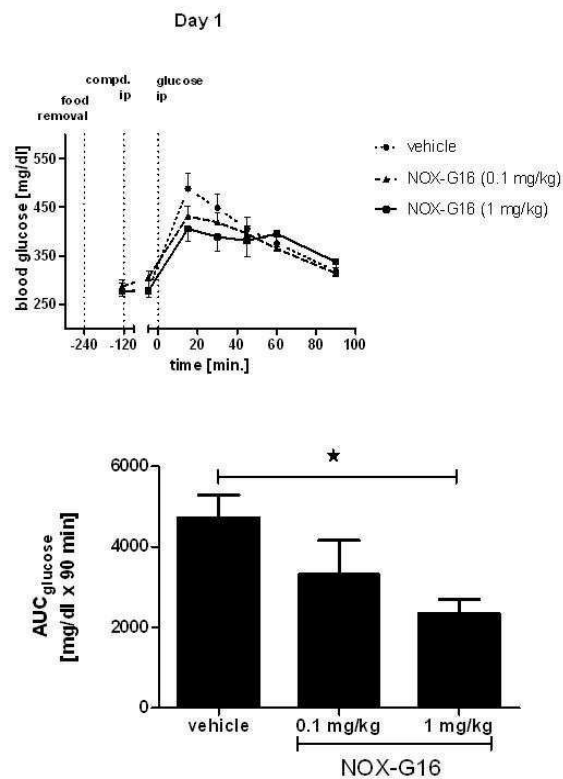 Day 1
compd.
ip
glucose
ip
food
removal
blood glucose [mg/dl]
550
450
350
250
-240
-120
0
20
40
60
80
100
time [min.]
vehicle
NOX-G16 (0.1 mg/kg)
NOX-G16 (1 mg/kg)
★
AUCglucose
[mg/dl x 90 min]
6000
4000
2000
0
vehicle
0.1 mg/kg
1 mg/kg
NOX-G16